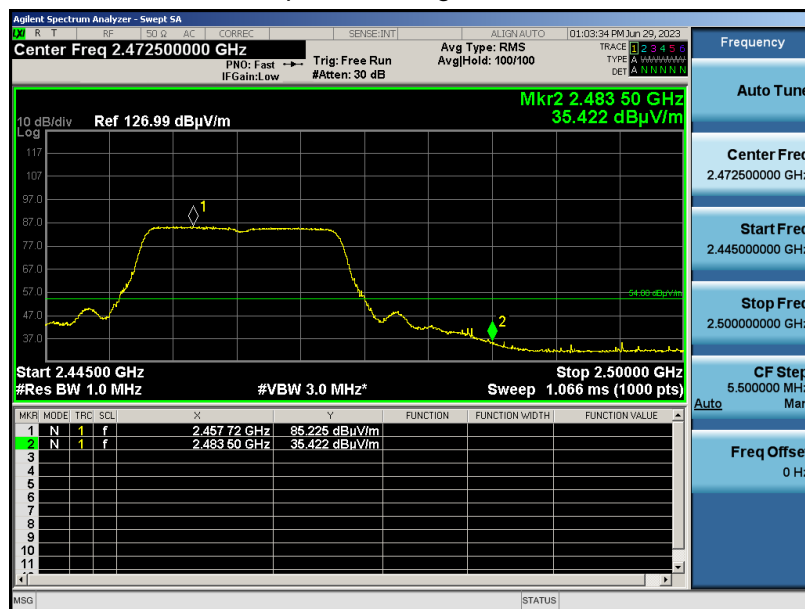 Agilent Spectrum Analyzer - Swept SA
LXI R T RF 50 Ω AC CORREC SENSE:INT ALIGN AUTO 01:03:34 PM Jun 29, 2023
Center Freq 2.472500000 GHz
PNO: Fast
IFGain:Low
Trig: Free Run
#Atten: 30 dB
Avg Type: RMS
Avg|Hold: 100/100
TRACE 1 2 3 4 5 6
TYPE A WWWWW
DET A N N N N N
Mkr2 2.483 50 GHz
35.422 dBµV/m
10 dB/div Ref 126.99 dBµV/m
Log
117
107
97.0
87.0
77.0
67.0
57.0
47.0
37.0
1
2
54.00 dBµV/m
Start 2.44500 GHz Stop 2.50000 GHz
#Res BW 1.0 MHz #VBW 3.0 MHz* Sweep 1.066 ms (1000 pts)
MKR MODE TRC SCL X Y FUNCTION FUNCTION WIDTH FUNCTION VALUE
1 N 1 f 2.457 72 GHz 85.225 dBµV/m
2 N 1 f 2.483 50 GHz 35.422 dBµV/m
3
4
5
6
7
8
9
10
11
MSG STATUS
Frequency
Auto Tune
Center Freq
2.472500000 GHz
Start Freq
2.445000000 GHz
Stop Freq
2.500000000 GHz
CF Step
5.500000 MHz
Auto Man
Freq Offset
0 Hz